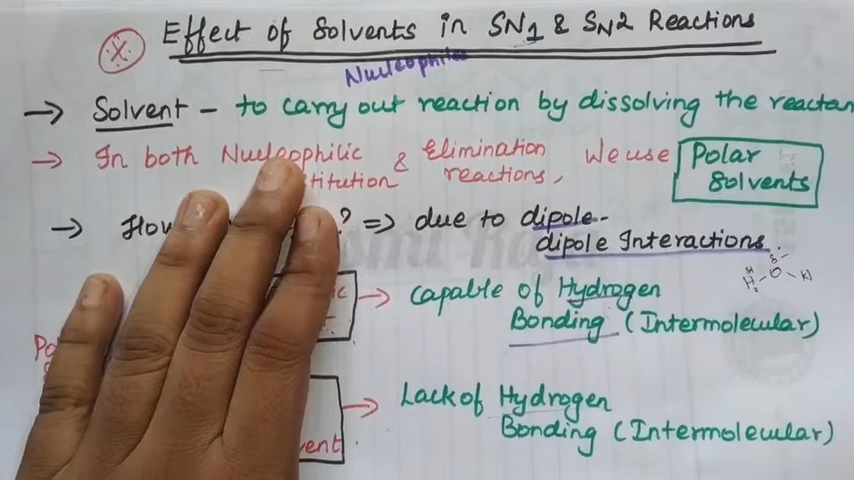 Effect of Solvents in SN1 & SN2 Reactions
→ Solvent - to carry out reaction by dissolving the reactan
→ In both Nucleophilic & Elimination We use Polar
titution reactions, Solvents
→ How ? ⇒ due to dipole-
dipole Interactions.
→ capable of Hydrogen
Bonding (Intermolecular)
→ Lack of Hydrogen
Bonding (Intermolecular)
vent